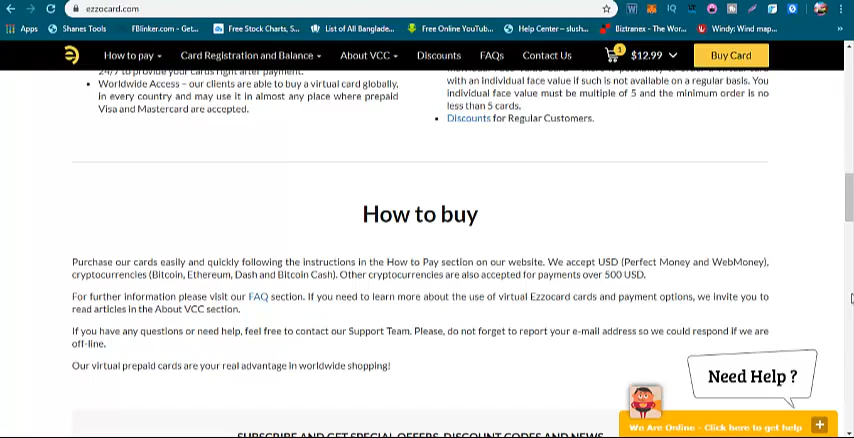 ezzocard.com
Apps Shanes Tools FBlinker.com - Get... Free Stock Charts, S... List of All Banglade... Free Online YouTub... Help Center – slush... Biztranex - The Wor... Windy: Wind map... »
How to pay Card Registration and Balance About VCC Discounts FAQs Contact Us 1 $12.99 Buy Card
24/7 to provide your cards right after payment.
• Worldwide Access – our clients are able to buy a virtual card globally,
in every country and may use it in almost any place where prepaid
Visa and Mastercard are accepted.
with an individual face value if such is not available on a regular basis. You
individual face value must be multiple of 5 and the minimum order is no
less than 5 cards.
• Discounts for Regular Customers.
How to buy
Purchase our cards easily and quickly following the instructions in the How to Pay section on our website. We accept USD (Perfect Money and WebMoney),
cryptocurrencies (Bitcoin, Ethereum, Dash and Bitcoin Cash). Other cryptocurrencies are also accepted for payments over 500 USD.
For further information please visit our FAQ section. If you need to learn more about the use of virtual Ezzocard cards and payment options, we invite you to
read articles in the About VCC section.
If you have any questions or need help, feel free to contact our Support Team. Please, do not forget to report your e-mail address so we could respond if we are
off-line.
Our virtual prepaid cards are your real advantage in worldwide shopping!
Need Help ?
We Are Online - Click here to get help
SUBSCRIBE AND GET SPECIAL OFFERS, DISCOUNT CODES AND NEWS